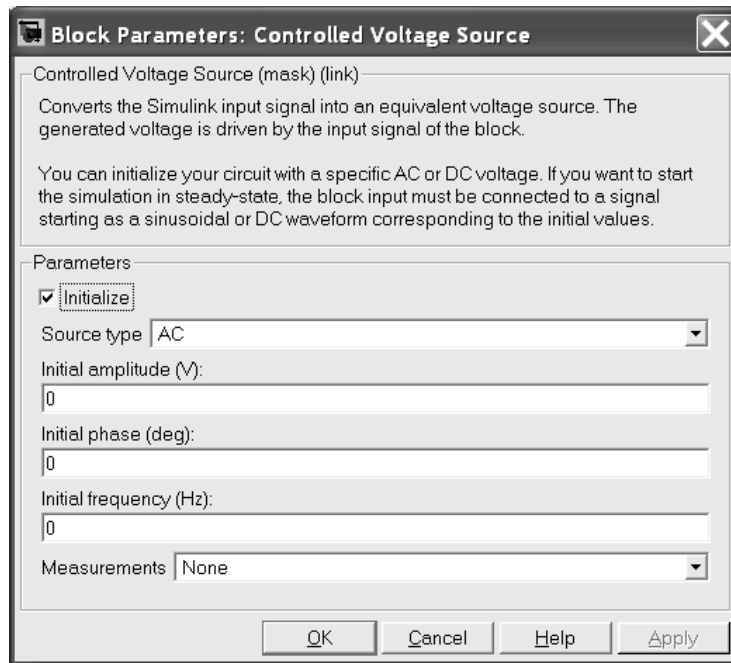 Block Parameters: Controlled Voltage Source
Controlled Voltage Source (mask) (link)
Converts the Simulink input signal into an equivalent voltage source. The
generated voltage is driven by the input signal of the block.
You can initialize your circuit with a specific AC or DC voltage. If you want to start
the simulation in steady-state, the block input must be connected to a signal
starting as a sinusoidal or DC waveform corresponding to the initial values.
Parameters
Initialize
Source type AC
Initial amplitude (V):
0
Initial phase (deg):
0
Initial frequency (Hz):
0
Measurements None
OK Cancel Help Apply